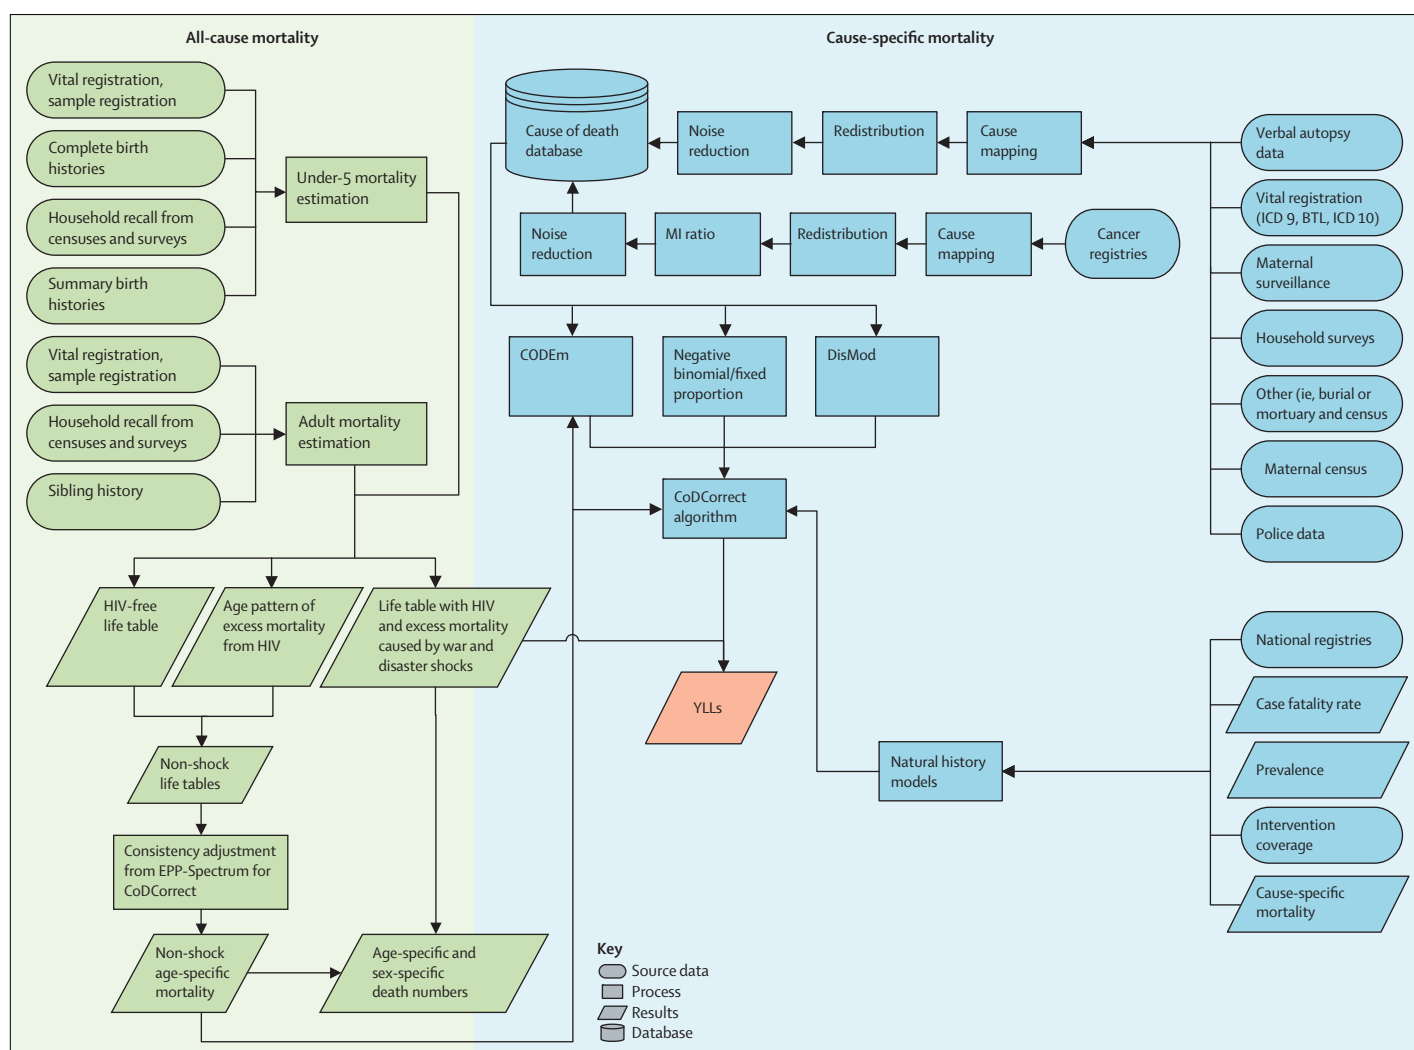 All-cause mortality
Vital registration,
sample registration
Complete birth
histories
Household recall from
censuses and surveys
Summary birth
histories
Under-5 mortality
estimation
Vital registration,
sample registration
Household recall from
censuses and surveys
Sibling history
Adult mortality
estimation
HIV-free
life table
Age pattern of
excess mortality
from HIV
Life table with HIV
and excess mortality
caused by war and
disaster shocks
Non-shock
life tables
Consistency adjustment
from EPP-Spectrum for
CoDCorrect
Non-shock
age-specific
mortality
Age-specific and
sex-specific
death numbers
Cause-specific mortality
Cause of death
database
Noise
reduction
Redistribution
Cause
mapping
Noise
reduction
MI ratio
Redistribution
Cause
mapping
Cancer
registries
Verbal autopsy
data
Vital registration
(ICD 9, BTL, ICD 10)
Maternal
surveillance
Household surveys
Other (ie, burial or
mortuary and census
Maternal census
Police data
CODEm
Negative
binomial/fixed
proportion
DisMod
CoDCorrect
algorithm
YLLs
Natural history
models
National registries
Case fatality rate
Prevalence
Intervention
coverage
Cause-specific
mortality
Key
Source data
Process
Results
Database